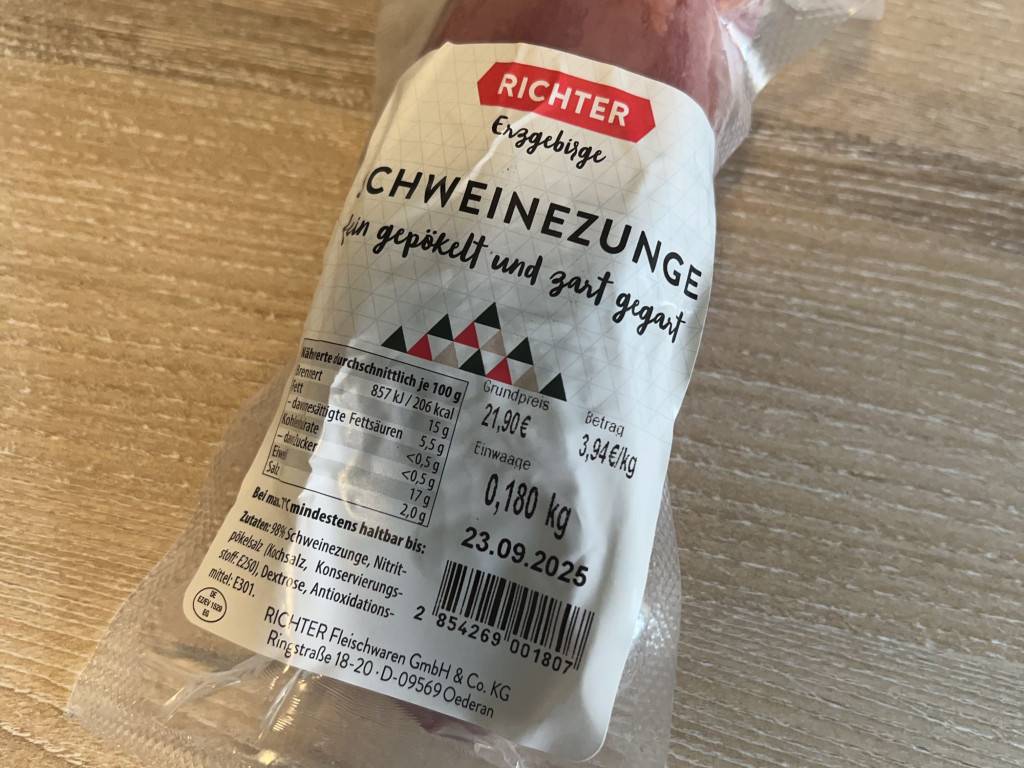 RICHTER
Erzgebirge
SCHWEINEZUNGE
fein gepökelt und zart gegart
Nährwerte durchschnittlich je 100 g
Brennwert 857 kJ / 206 kcal
Fett 15 g
– davon gesättigte Fettsäuren 5,5 g
Kohlenhydrate <0,5 g
– davon Zucker <0,5 g
Eiweiß 17 g
Salz 2,0 g
Grundpreis
21,90€
Betrag
3,94€/kg
Einwaage
0,180 kg
Bei max. 7°C mindestens haltbar bis:
23.09.2025
Zutaten: 98% Schweinezunge, Nitrit-
pökelsalz (Kochsalz, Konservierungs-
stoff: E250), Dextrose, Antioxidations-
mittel: E301.
2 854269 001807
DE
EZ/EV 1520
EG
RICHTER Fleischwaren GmbH & Co. KG
Ringstraße 18-20 · D-09569 Oederan